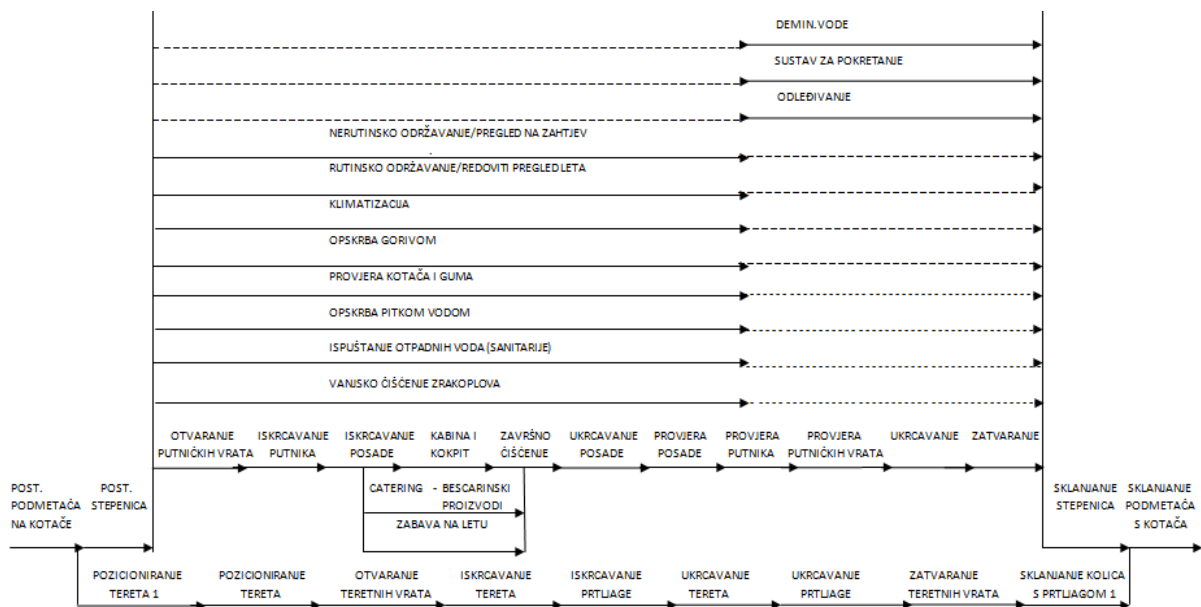 DEMIN.VODE
SUSTAV ZA POKRETANJE
ODLEĐIVANJE
NERUTINSKO ODRŽAVANJE/PREGLED NA ZAHTJEV
RUTINSKO ODRŽAVANJE/REDOVITI PREGLED LETA
KLIMATIZACIJA
OPSKRBA GORIVOM
PROVJERA KOTAČA I GUMA
OPSKRBA PITKOM VODOM
ISPUŠTANJE OTPADNIH VODA (SANITARIJE)
VANJSKO ČIŠĆENJE ZRAKOPLOVA
OTVARANJE
PUTNIČKIH VRATA
ISKRCAVANJE
PUTNIKA
ISKRCAVANJE
POSADE
KABINA I
KOKPIT
ZAVRŠNO
ČIŠĆENJE
UKRCAVANJE
POSADE
PROVJERA
POSADE
PROVJERA
PUTNIKA
PROVJERA
PUTNIČKIH VRATA
UKRCAVANJE
ZATVARANJE
CATERING - BESCARINSKI
PROIZVODI
ZABAVA NA LETU
POST.
PODMETAČA
NA KOTAČE
POST.
STEPENICA
SKLANJANJE
STEPENICA
SKLANJANJE
PODMETAČA
S KOTAČA
POZICIONIRANJE
TERETA 1
POZICIONIRANJE
TERETA
OTVARANJE
TERETNIH VRATA
ISKRCAVANJE
TERETA
ISKRCAVANJE
PRTLJAGE
UKRCAVANJE
TERETA
UKRCAVANJE
PRTLJAGE
ZATVARANJE
TERETNIH VRATA
SKLANJANJE KOLICA
S PRTLJAGOM 1